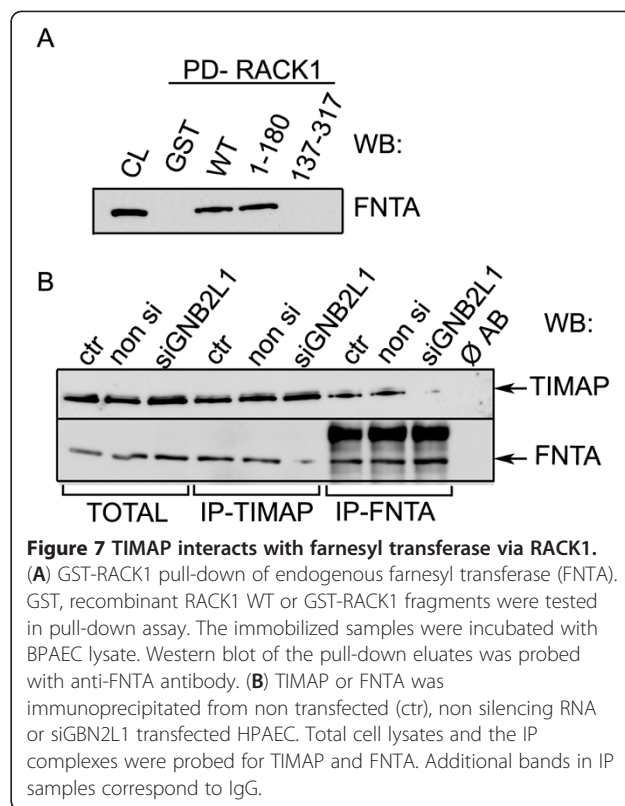 A
PD- RACK1
CL
GST
WT
1-180
137-317
WB:
FNTA
B
ctr
non si
siGNB2L1
ctr
non si
siGNB2L1
ctr
non si
siGNB2L1
Ø AB
WB:
TIMAP
FNTA
TOTAL
IP-TIMAP
IP-FNTA
Figure 7 TIMAP interacts with farnesyl transferase via RACK1.
(A) GST-RACK1 pull-down of endogenous farnesyl transferase (FNTA).
GST, recombinant RACK1 WT or GST-RACK1 fragments were tested
in pull-down assay. The immobilized samples were incubated with
BPAEC lysate. Western blot of the pull-down eluates was probed
with anti-FNTA antibody. (B) TIMAP or FNTA was
immunoprecipitated from non transfected (ctr), non silencing RNA
or siGBN2L1 transfected HPAEC. Total cell lysates and the IP
complexes were probed for TIMAP and FNTA. Additional bands in IP
samples correspond to IgG.